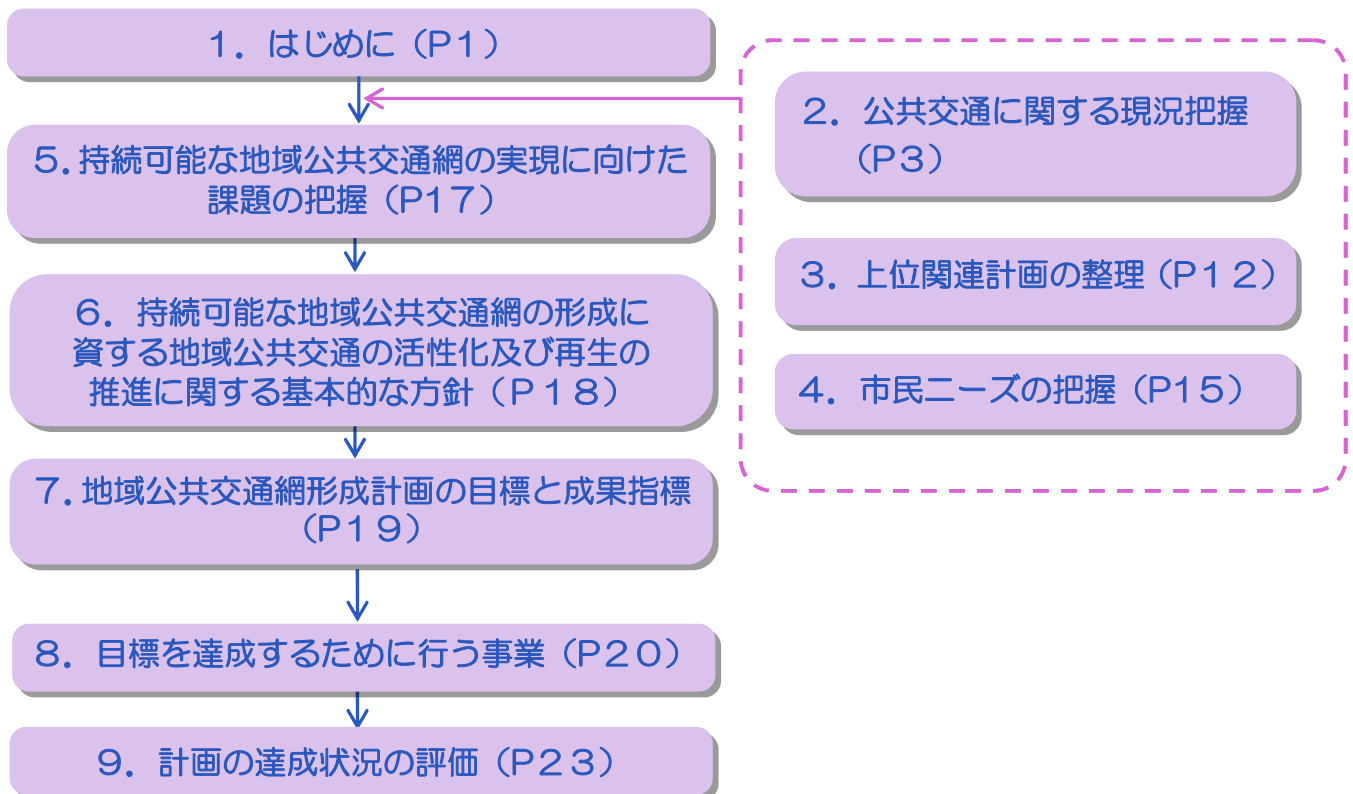 １．はじめに（P１）
５.持続可能な地域公共交通網の実現に向けた
課題の把握（P1７）
６．持続可能な地域公共交通網の形成に
資する地域公共交通の活性化及び再生の
推進に関する基本的な方針（Ｐ１８）
７.地域公共交通網形成計画の目標と成果指標
（P１９）
８．目標を達成するために行う事業（P２０）
９．計画の達成状況の評価（P２３）
２．公共交通に関する現況把握
（P３）
３．上位関連計画の整理（P１２）
４．市民ニーズの把握（P1５）